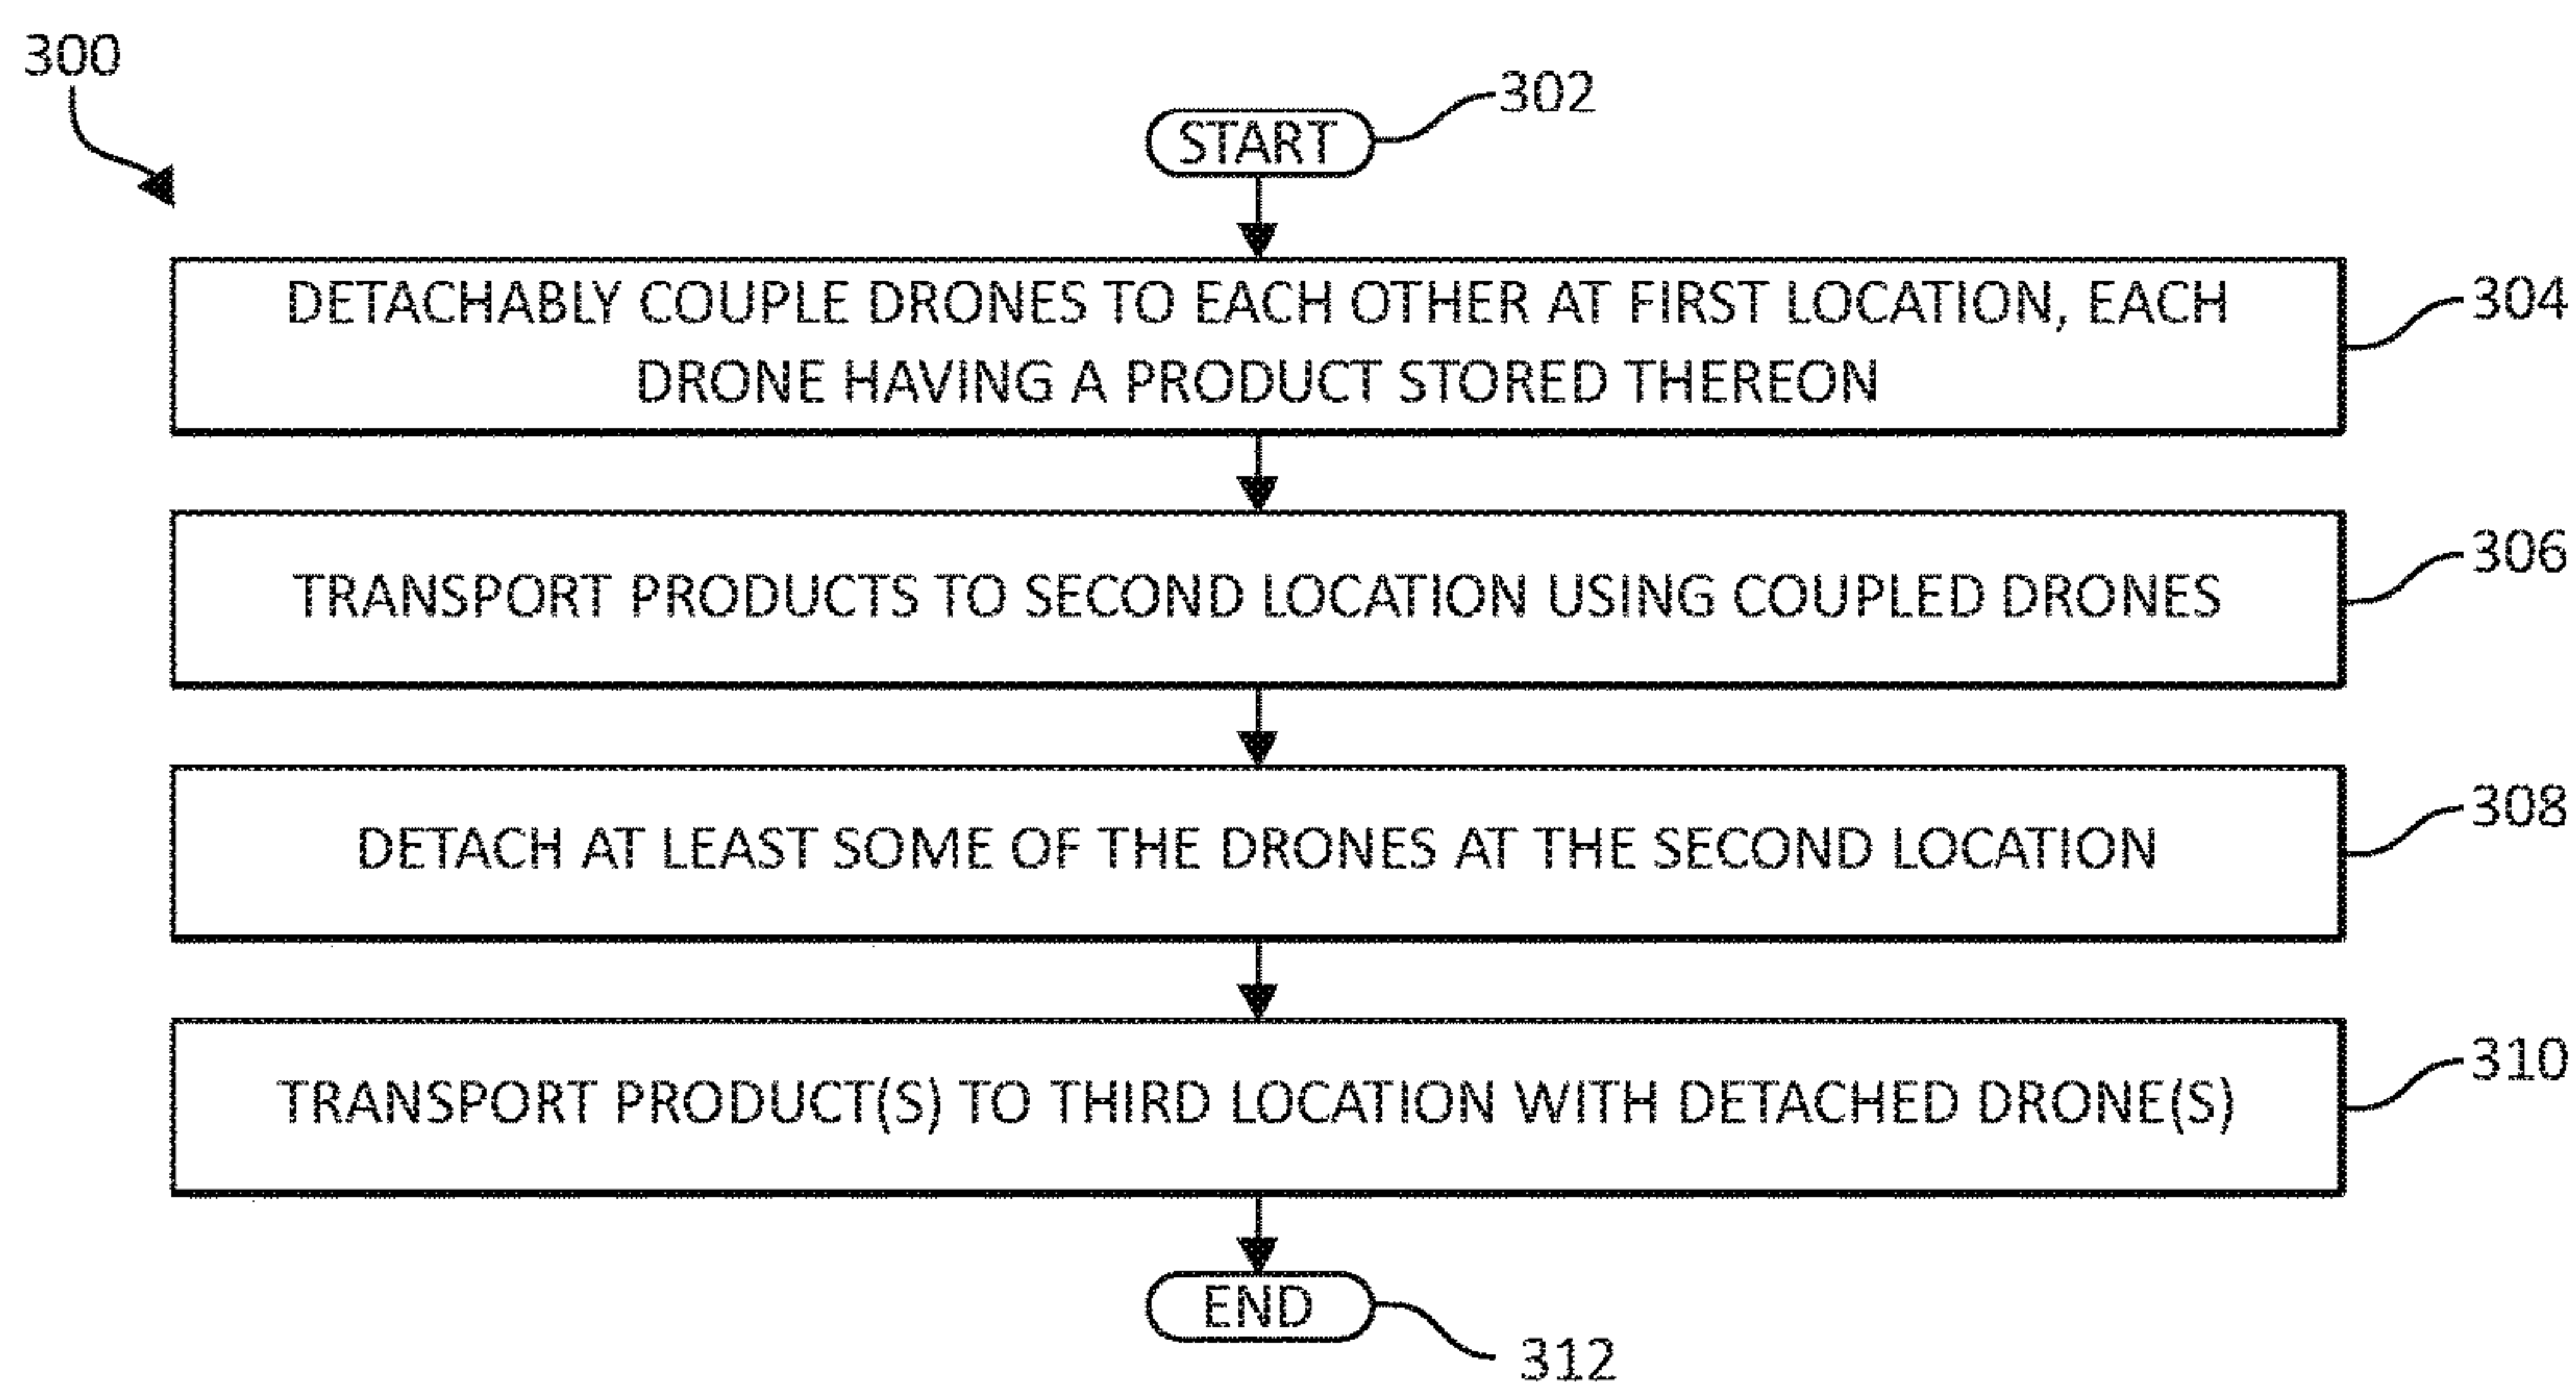 300
302
START
DETACHABLY COUPLE DRONES TO EACH OTHER AT FIRST LOCATION, EACH
DRONE HAVING A PRODUCT STORED THEREON
304
TRANSPORT PRODUCTS TO SECOND LOCATION USING COUPLED DRONES
306
DETACH AT LEAST SOME OF THE DRONES AT THE SECOND LOCATION
308
TRANSPORT PRODUCT(S) TO THIRD LOCATION WITH DETACHED DRONE(S)
310
END
312